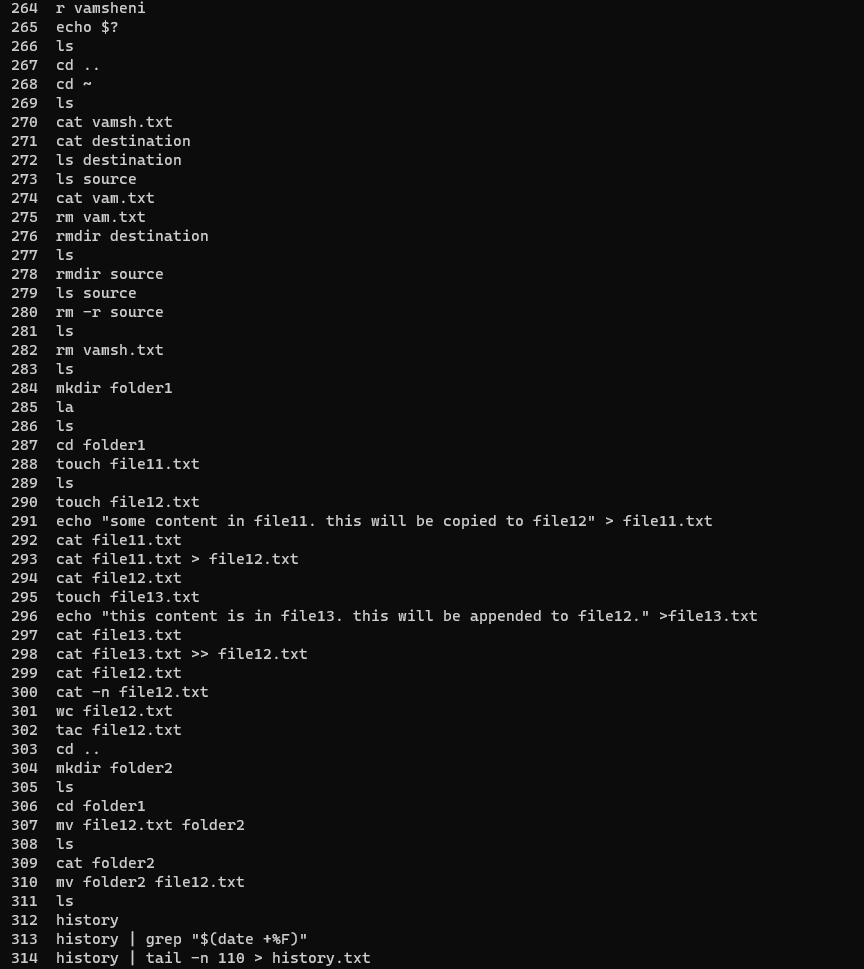 264  r vamsheni
265  echo $?
266  ls
267  cd ..
268  cd ~
269  ls
270  cat vamsh.txt
271  cat destination
272  ls destination
273  ls source
274  cat vam.txt
275  rm vam.txt
276  rmdir destination
277  ls
278  rmdir source
279  ls source
280  rm -r source
281  ls
282  rm vamsh.txt
283  ls
284  mkdir folder1
285  la
286  ls
287  cd folder1
288  touch file11.txt
289  ls
290  touch file12.txt
291  echo "some content in file11. this will be copied to file12" > file11.txt
292  cat file11.txt
293  cat file11.txt > file12.txt
294  cat file12.txt
295  touch file13.txt
296  echo "this content is in file13. this will be appended to file12." >file13.txt
297  cat file13.txt
298  cat file13.txt >> file12.txt
299  cat file12.txt
300  cat -n file12.txt
301  wc file12.txt
302  tac file12.txt
303  cd ..
304  mkdir folder2
305  ls
306  cd folder1
307  mv file12.txt folder2
308  ls
309  cat folder2
310  mv folder2 file12.txt
311  ls
312  history
313  history | grep "$(date +%F)"
314  history | tail -n 110 > history.txt